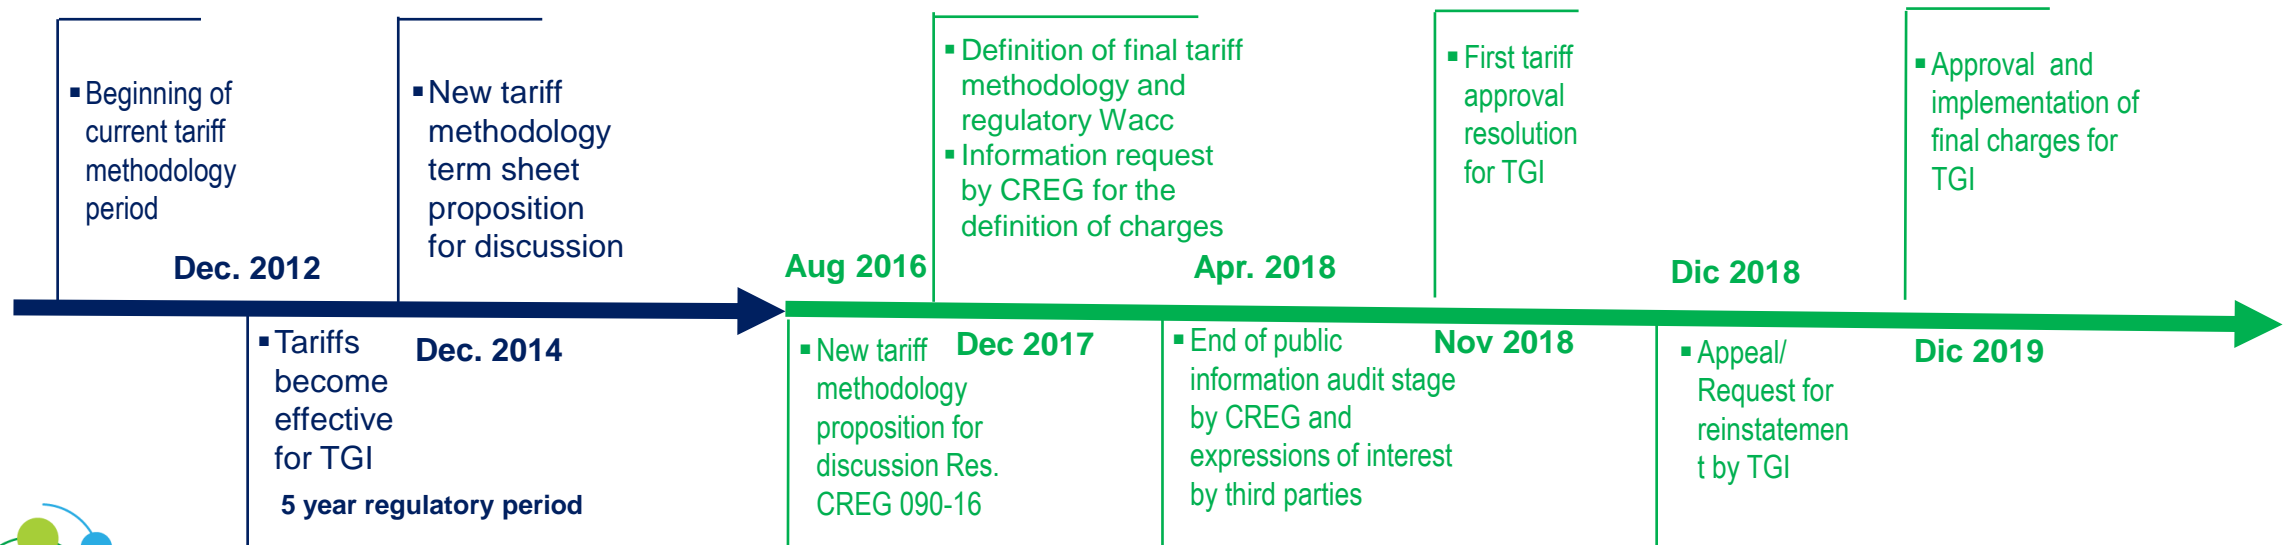 ▪Beginning of
current tariff
methodology
period
Dec. 2012
▪Tariffs
become
effective
for TGI
5 year regulatory period
▪New tariff
methodology
term sheet
proposition
for discussion
Dec. 2014
Aug 2016
▪New tariff
methodology
proposition for
discussion Res.
CREG 090-16
▪Definition of final tariff
methodology and
regulatory Wacc
▪Information request
by CREG for the
definition of charges
Dec 2017
Apr. 2018
▪End of public
information audit stage
by CREG and
expressions of interest
by third parties
▪First tariff
approval
resolution
for TGI
Nov 2018
Dic 2018
▪Appeal/
Request for
reinstatemen
t by TGI
▪Approval and
implementation of
final charges for
TGI
Dic 2019